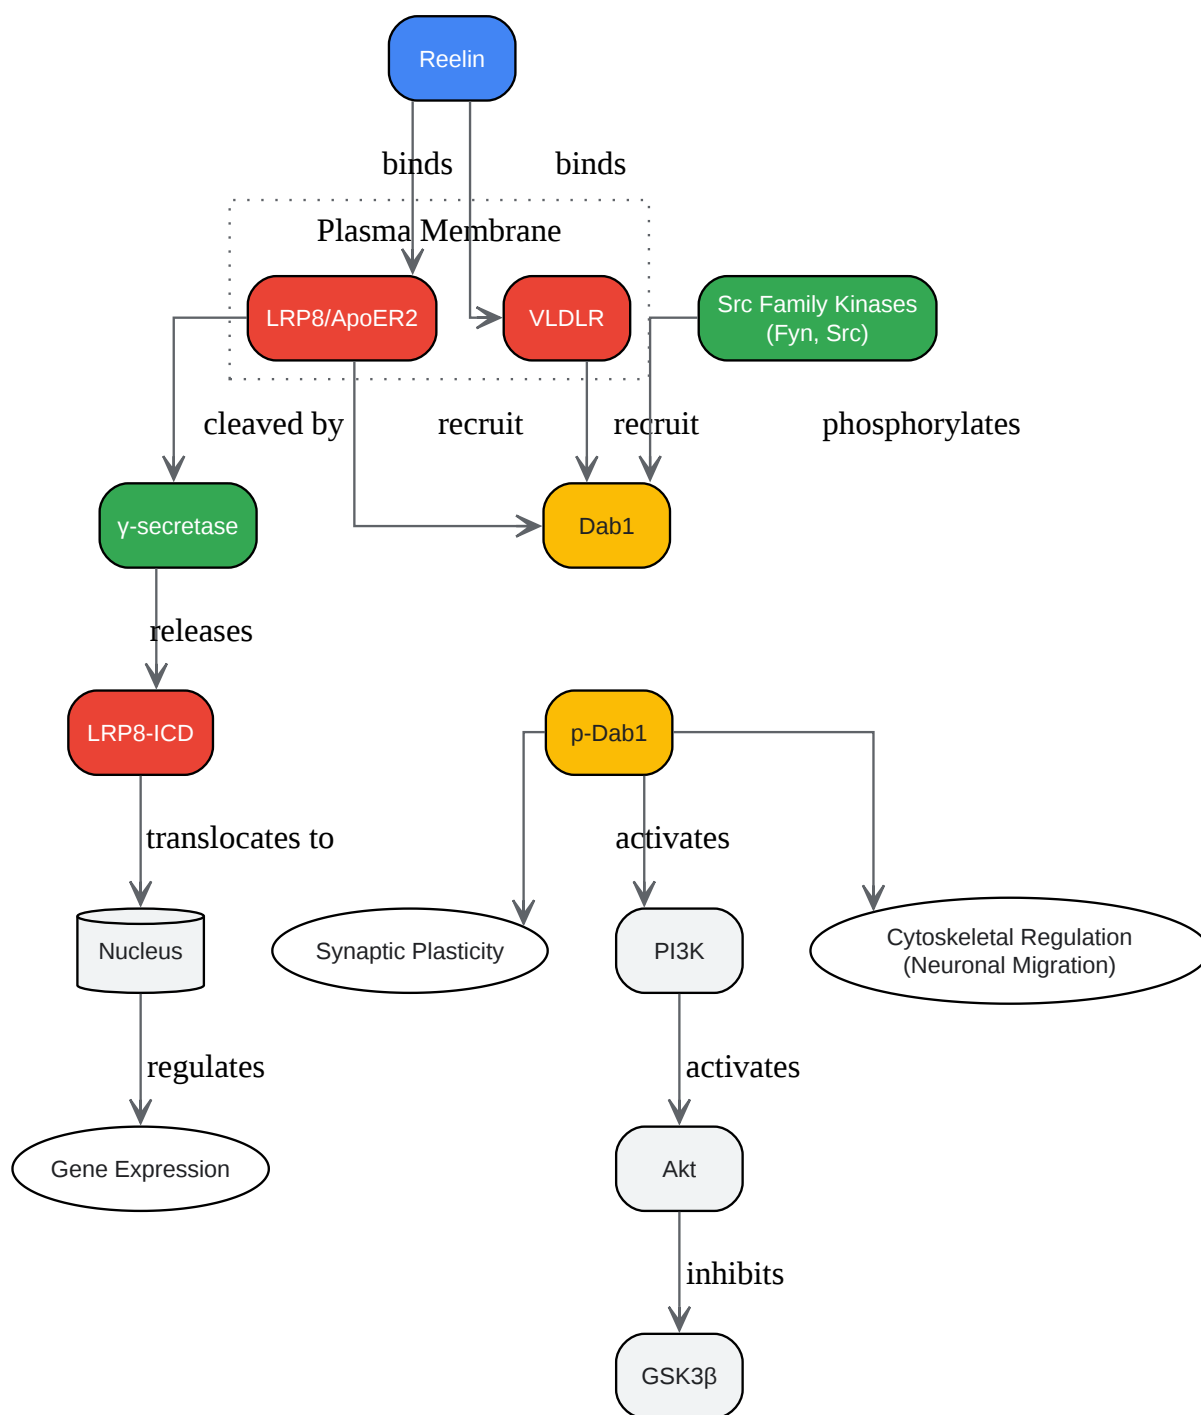 Reelin
binds
binds
Plasma Membrane
LRP8/ApoER2
VLDLR
Src Family Kinases
(Fyn, Src)
cleaved by
recruit
recruit
phosphorylates
γ-secretase
Dab1
releases
LRP8-ICD
p-Dab1
translocates to
activates
Nucleus
Synaptic Plasticity
PI3K
Cytoskeletal Regulation
(Neuronal Migration)
regulates
activates
Gene Expression
Akt
inhibits
GSK3β